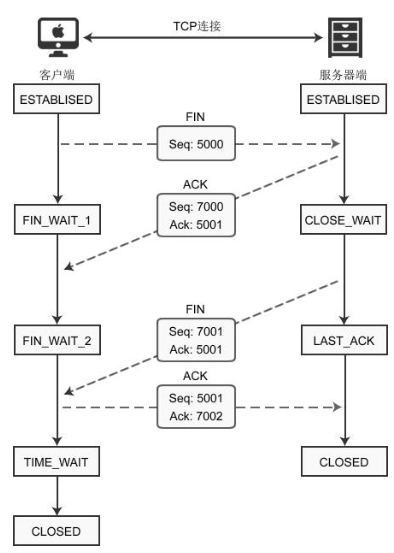 TCP连接
客户端
服务器端
ESTABLISED
ESTABLISED
FIN
Seq: 5000
ACK
Seq: 7000
Ack: 5001
FIN_WAIT_1
CLOSE_WAIT
FIN
Seq: 7001
Ack: 5001
FIN_WAIT_2
LAST_ACK
ACK
Seq: 5001
Ack: 7002
TIME_WAIT
CLOSED
CLOSED